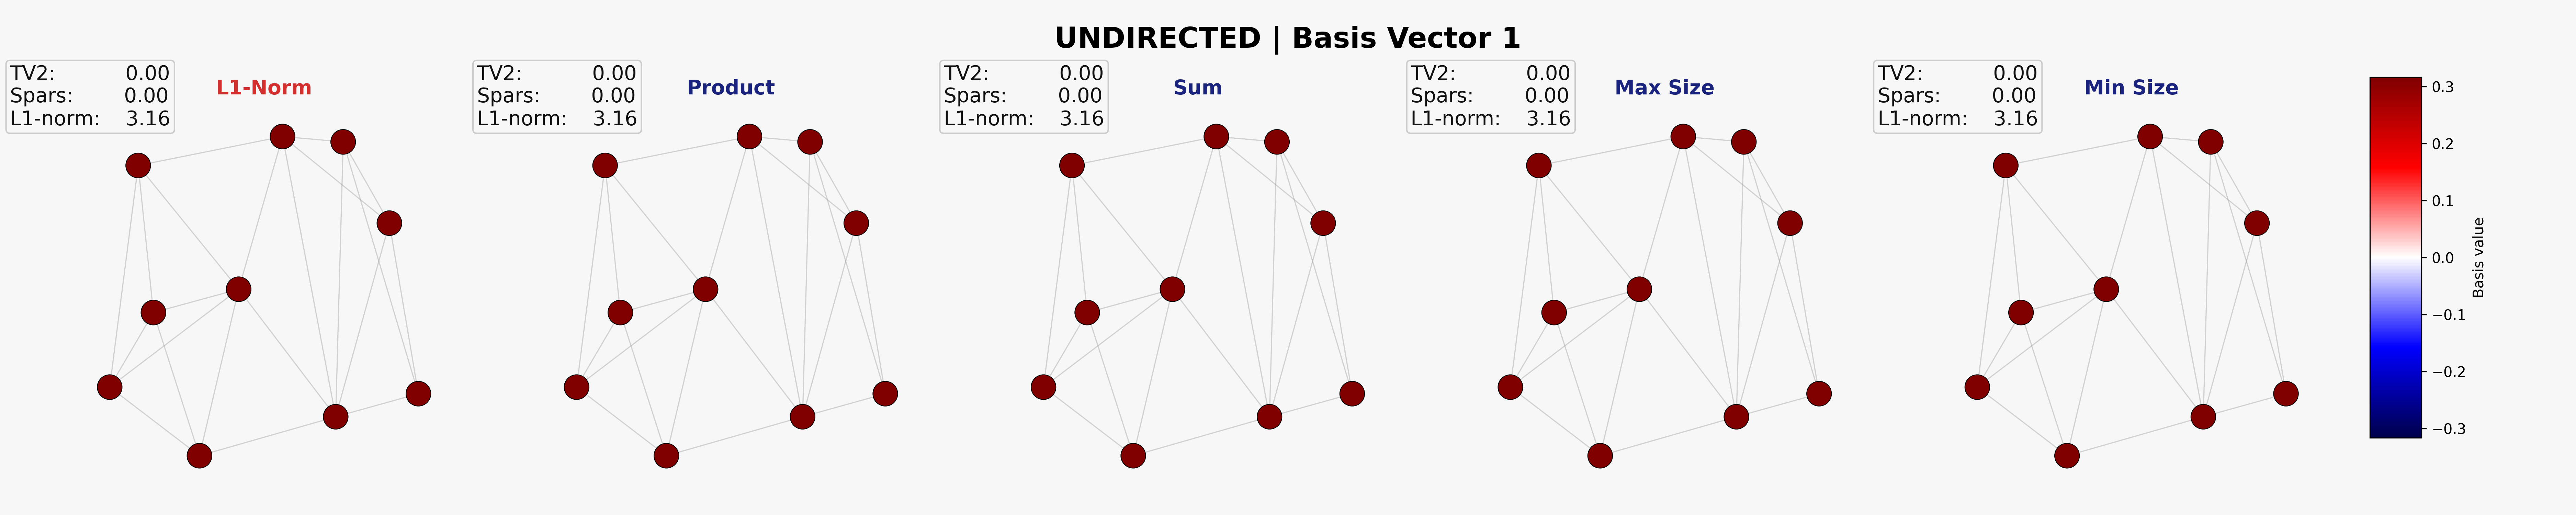 UNDIRECTED | Basis Vector 1
TV2: 0.00
Spars: 0.00
L1-norm: 3.16
L1-Norm
TV2: 0.00
Spars: 0.00
L1-norm: 3.16
Product
TV2: 0.00
Spars: 0.00
L1-norm: 3.16
Sum
TV2: 0.00
Spars: 0.00
L1-norm: 3.16
Max Size
TV2: 0.00
Spars: 0.00
L1-norm: 3.16
Min Size
0.3
0.2
0.1
0.0
−0.1
−0.2
−0.3
Basis value